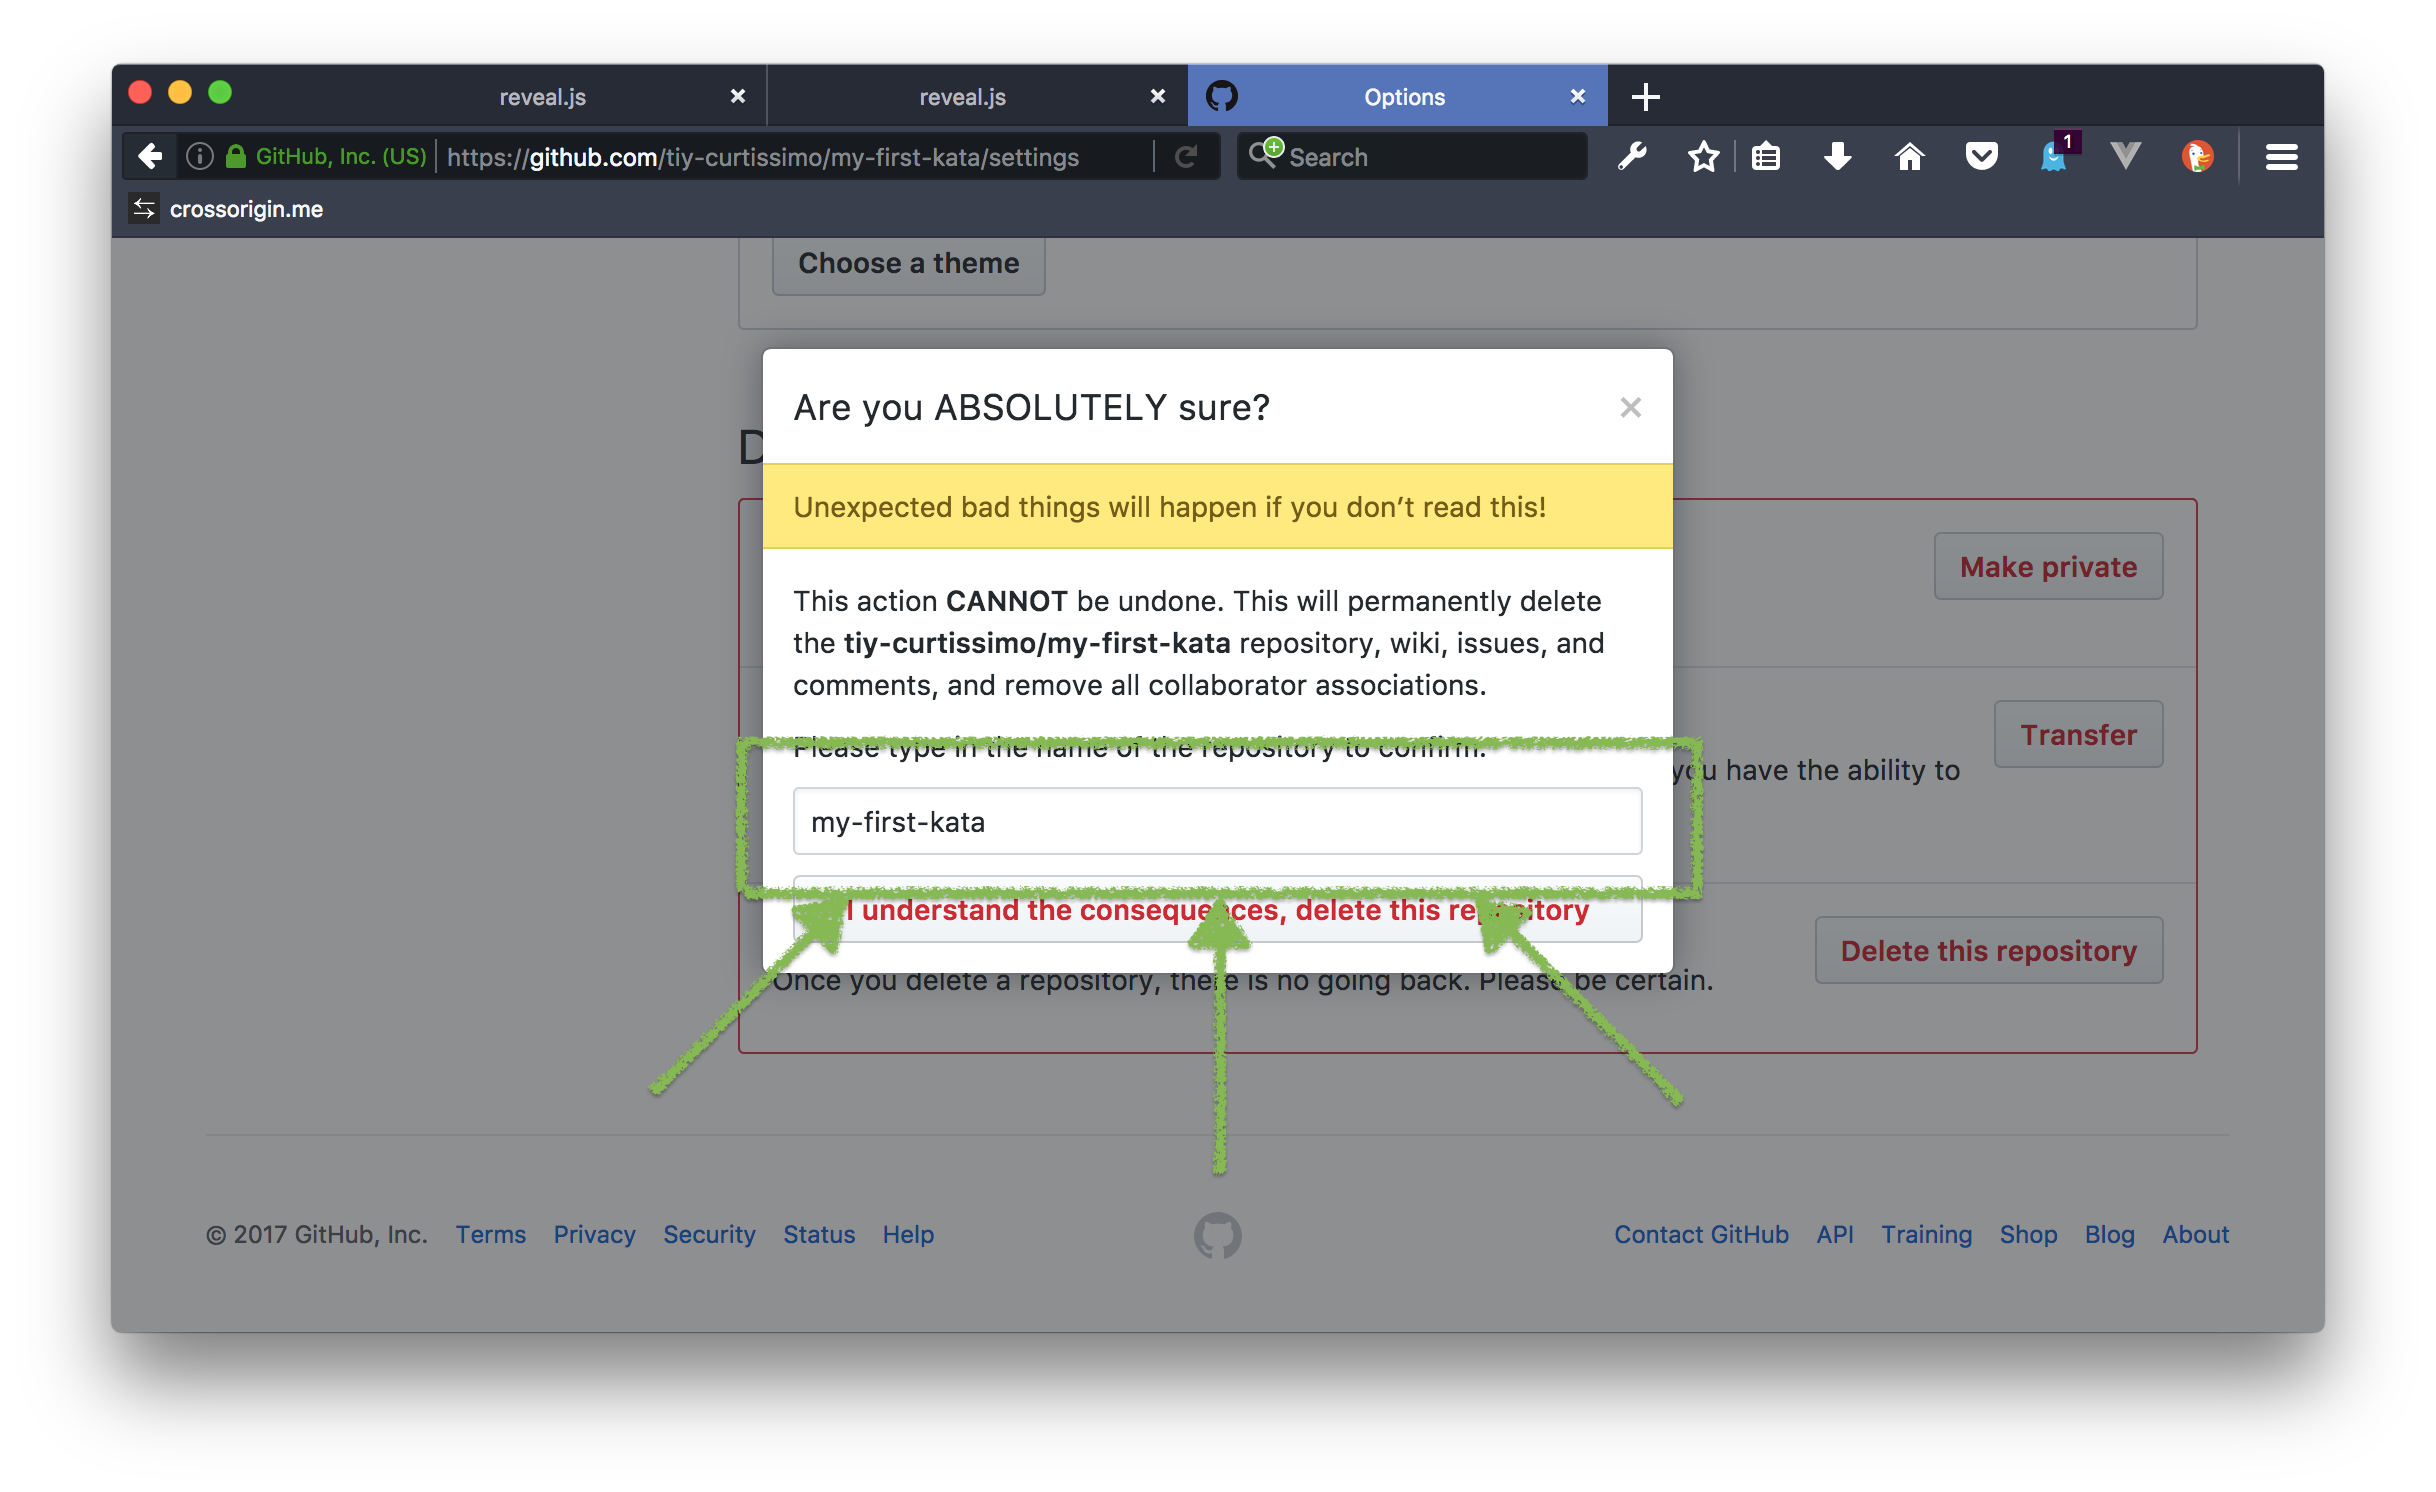 reveal.js
reveal.js
Options
GitHub, Inc. (US)
https://github.com/tiy-curtissimo/my-first-kata/settings
Search
1
crossorigin.me
Choose a theme
Are you ABSOLUTELY sure?
D
Unexpected bad things will happen if you don’t read this!
Make private
This action CANNOT be undone. This will permanently delete
the tiy-curtissimo/my-first-kata repository, wiki, issues, and
comments, and remove all collaborator associations.
Transfer
Please type in the name of the repository to confirm.
you have the ability to
my-first-kata
I understand the consequences, delete this repository
Delete this repository
Once you delete a repository, there is no going back. Please be certain.
© 2017 GitHub, Inc. Terms Privacy Security Status Help
Contact GitHub API Training Shop Blog About